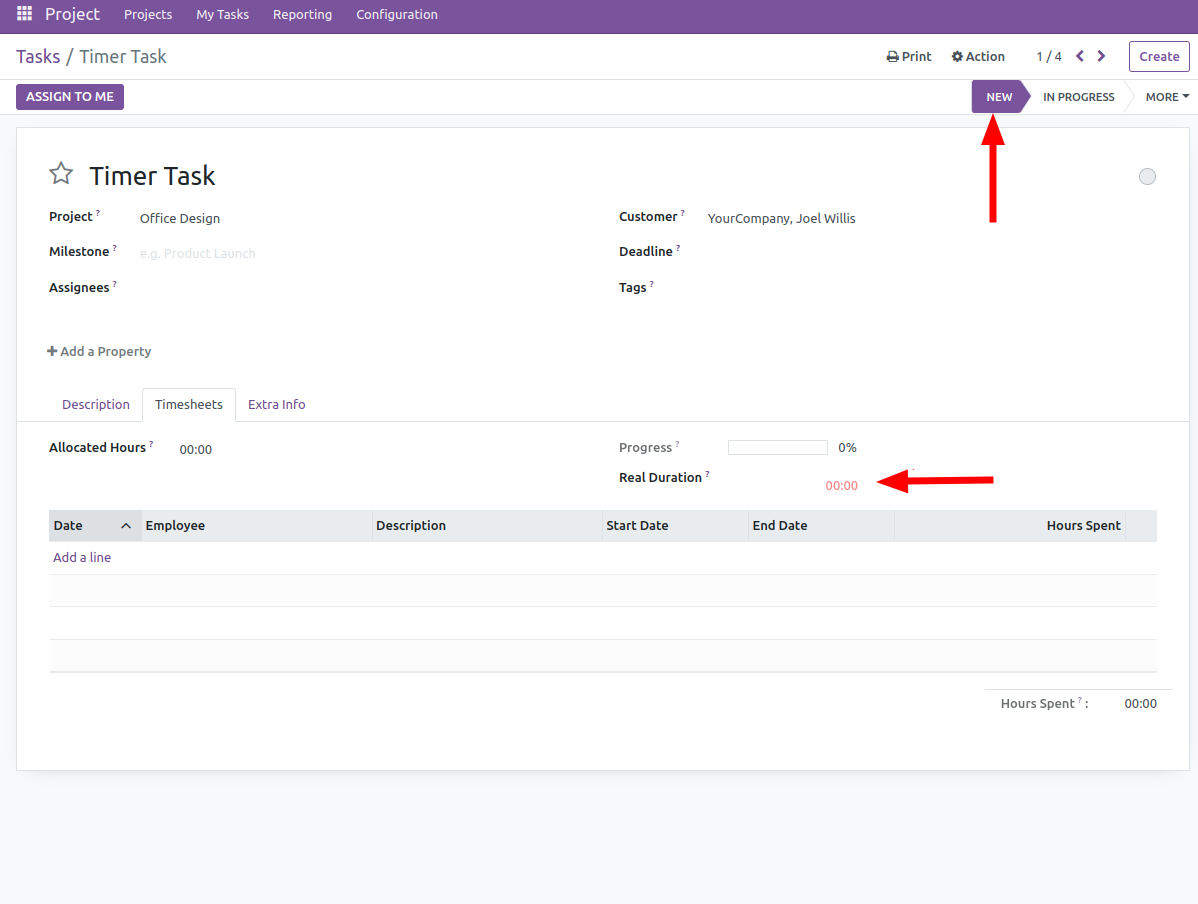 Project Projects My Tasks Reporting Configuration
Tasks / Timer Task Print Action 1 / 4 Create
ASSIGN TO ME NEW IN PROGRESS MORE
Timer Task
Project ? Office Design Customer ? YourCompany, Joel Willis
Milestone ? e.g. Product Launch Deadline ?
Assignees ? Tags ?
Add a Property
Description Timesheets Extra Info
Allocated Hours ? 00:00 Progress ? 0%
Real Duration ? 00:00
Date Employee Description Start Date End Date Hours Spent
Add a line
Hours Spent ? : 00:00